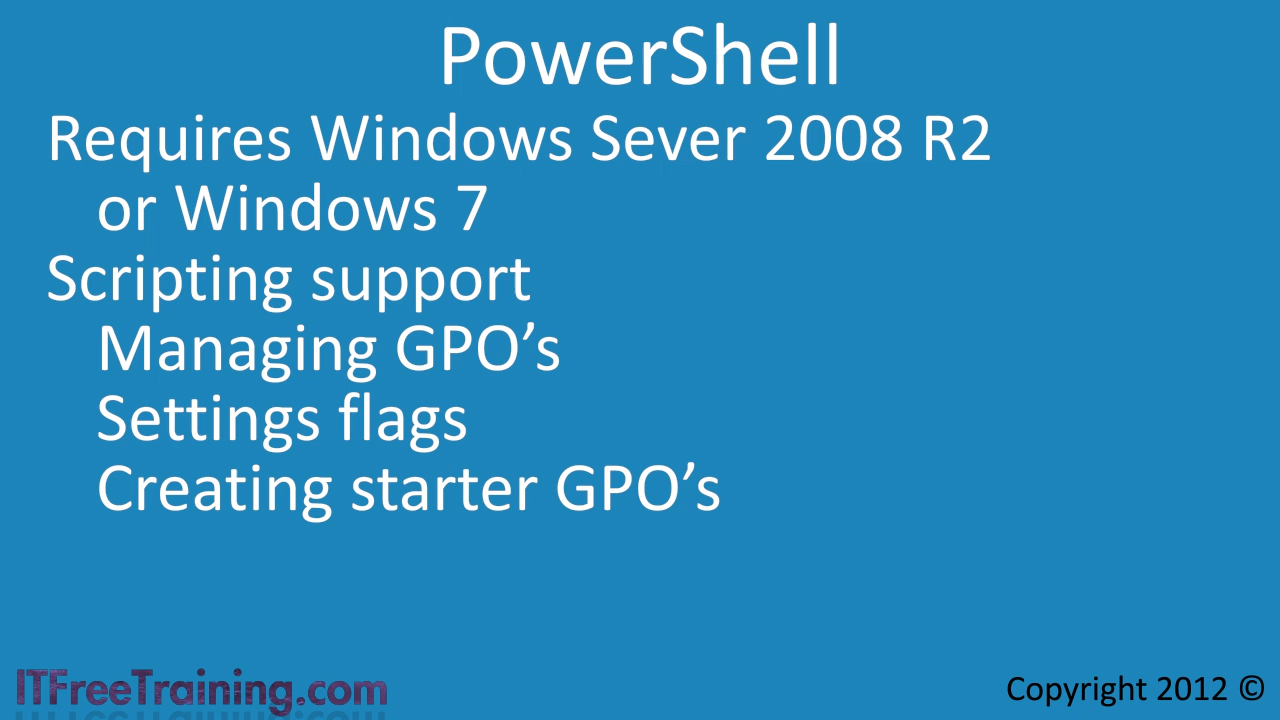 PowerShell
Requires Windows Sever 2008 R2
or Windows 7
Scripting support
Managing GPO’s
Settings flags
Creating starter GPO’s
ITFreeTraining.com
Copyright 2012 ©